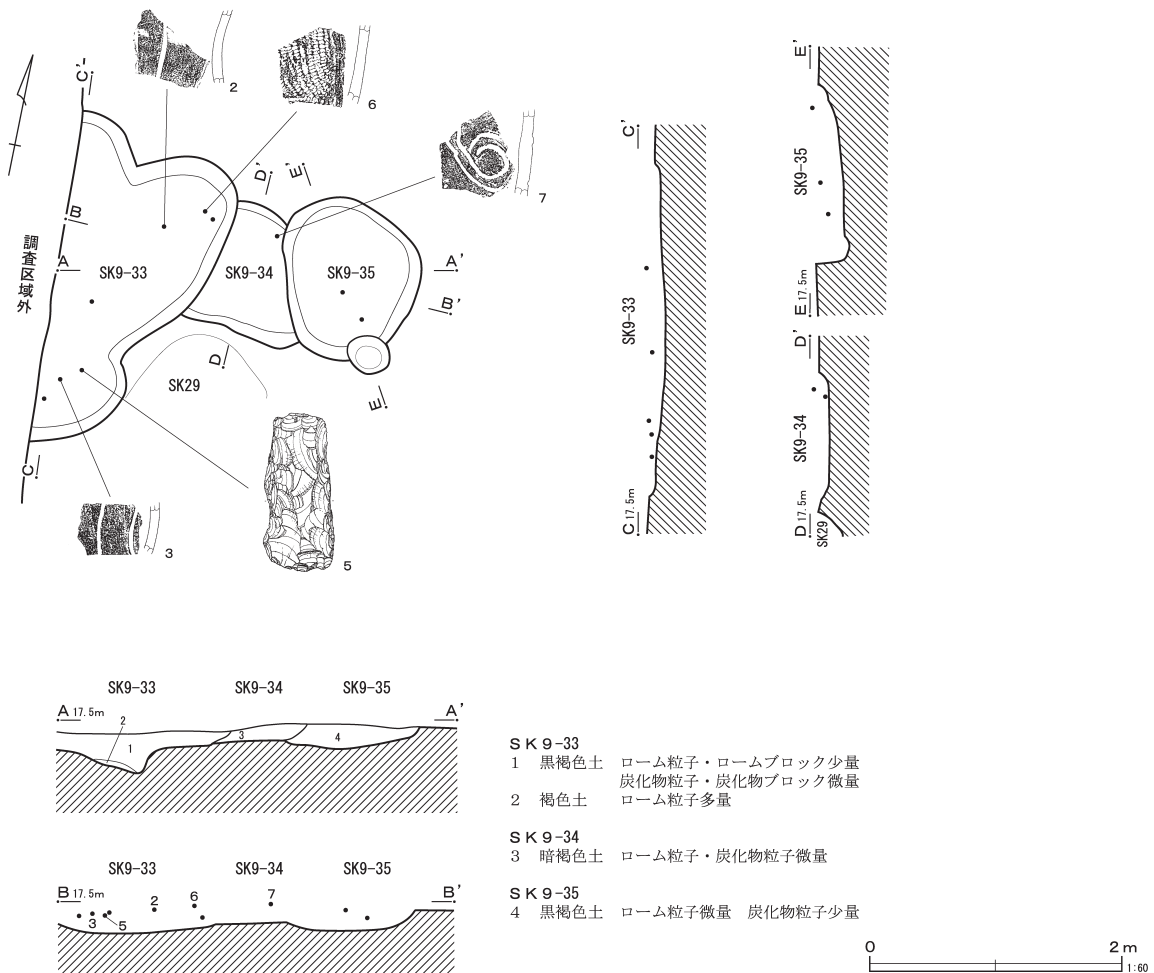 2
6
7
C'
D'
E'
B
A
調査区域外
SK9-33
SK9-34
SK9-35
A'
B'
D
SK29
E
C
3
5
C'
SK9-33
C 17.5m
E'
SK9-35
E 17.5m
D'
SK9-34
D 17.5m
SK29
SK9-33 SK9-34 SK9-35
A 17.5m A'
2
1 3 4
SK9-33 SK9-34 SK9-35
B 17.5m B'
3 5 2 6 7
SK9-33
1 黒褐色土 ローム粒子・ロームブロック少量
炭化物粒子・炭化物ブロック微量
2 褐色土 ローム粒子多量
SK9-34
3 暗褐色土 ローム粒子・炭化物粒子微量
SK9-35
4 黒褐色土 ローム粒子微量 炭化物粒子少量
0 2m
1:60